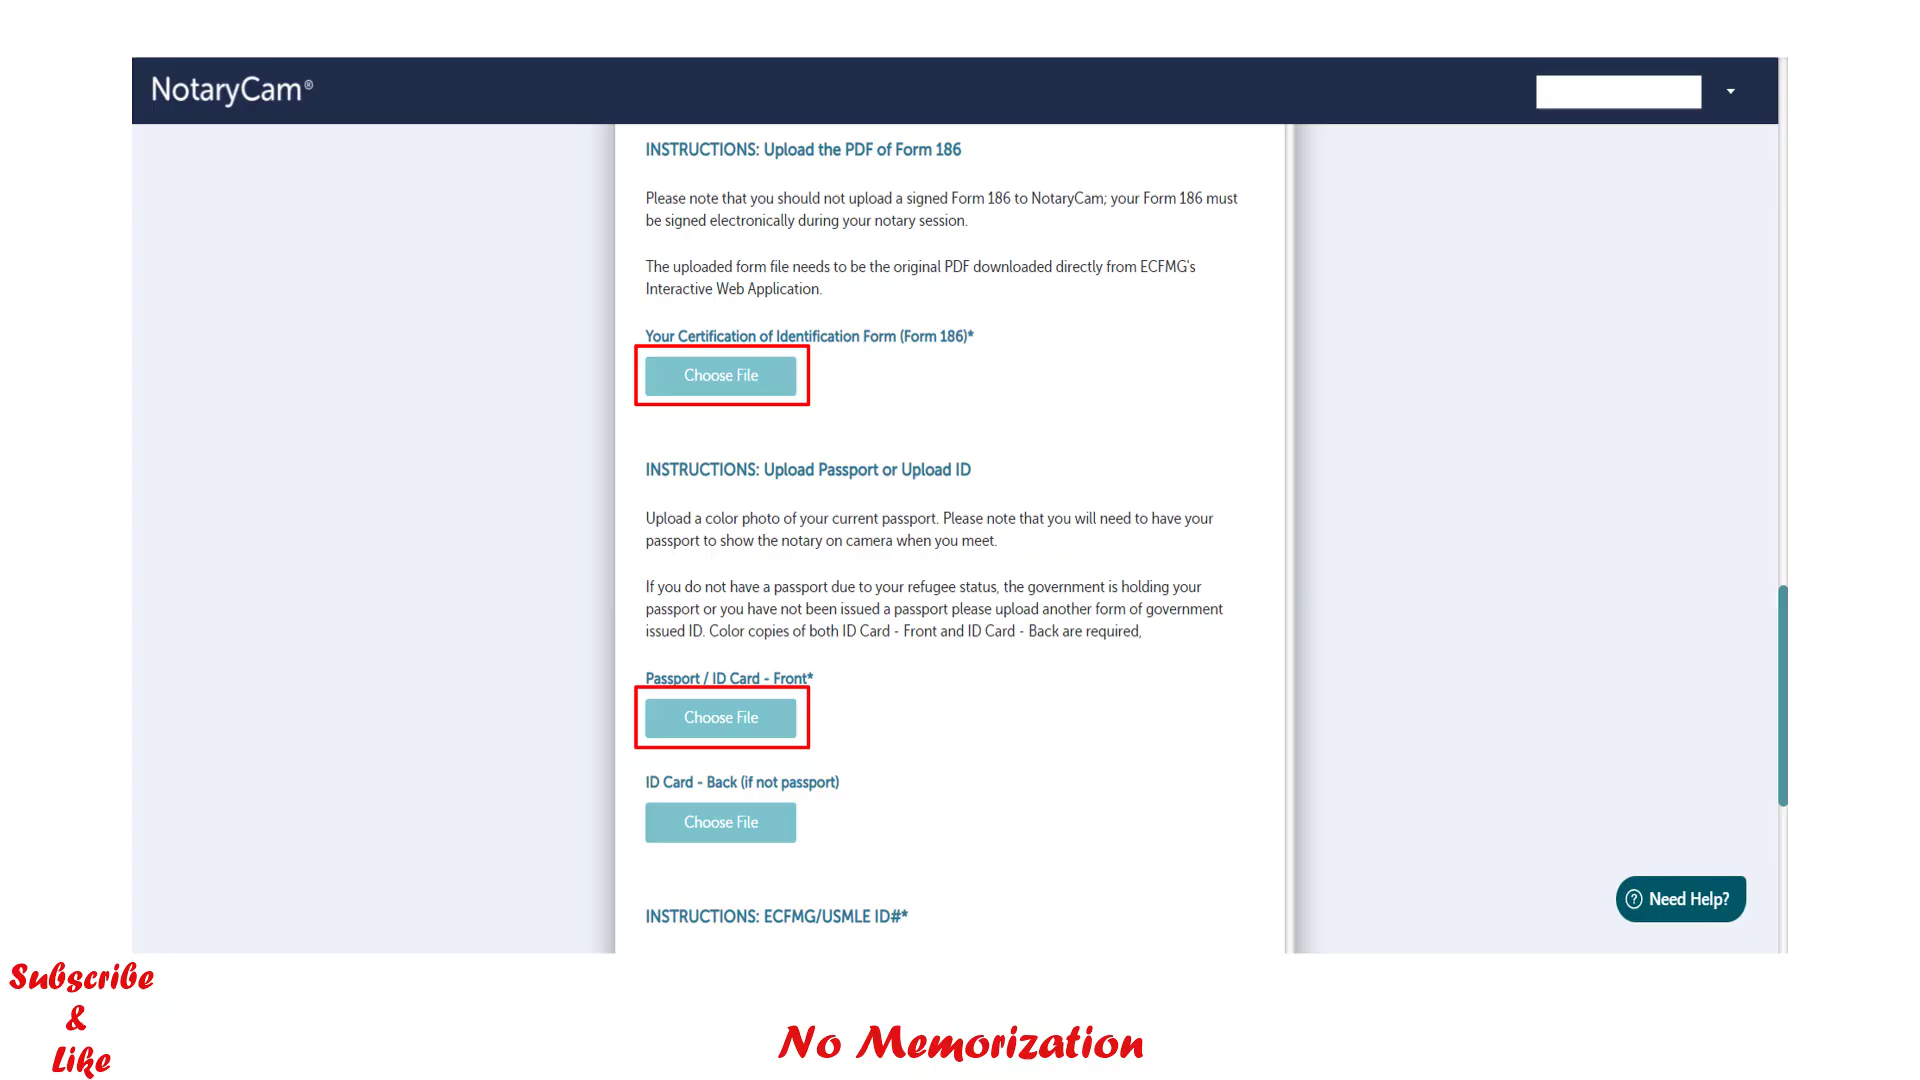 NotaryCam®
INSTRUCTIONS: Upload the PDF of Form 186
Please note that you should not upload a signed Form 186 to NotaryCam; your Form 186 must
be signed electronically during your notary session.
The uploaded form file needs to be the original PDF downloaded directly from ECFMG's
Interactive Web Application.
Your Certification of Identification Form (Form 186)*
Choose File
INSTRUCTIONS: Upload Passport or Upload ID
Upload a color photo of your current passport. Please note that you will need to have your
passport to show the notary on camera when you meet.
If you do not have a passport due to your refugee status, the government is holding your
passport or you have not been issued a passport please upload another form of government
issued ID. Color copies of both ID Card - Front and ID Card - Back are required,
Passport / ID Card - Front*
Choose File
ID Card - Back (if not passport)
Choose File
Need Help?
INSTRUCTIONS: ECFMG/USMLE ID#*
Subscribe
&
Like
No Memorization